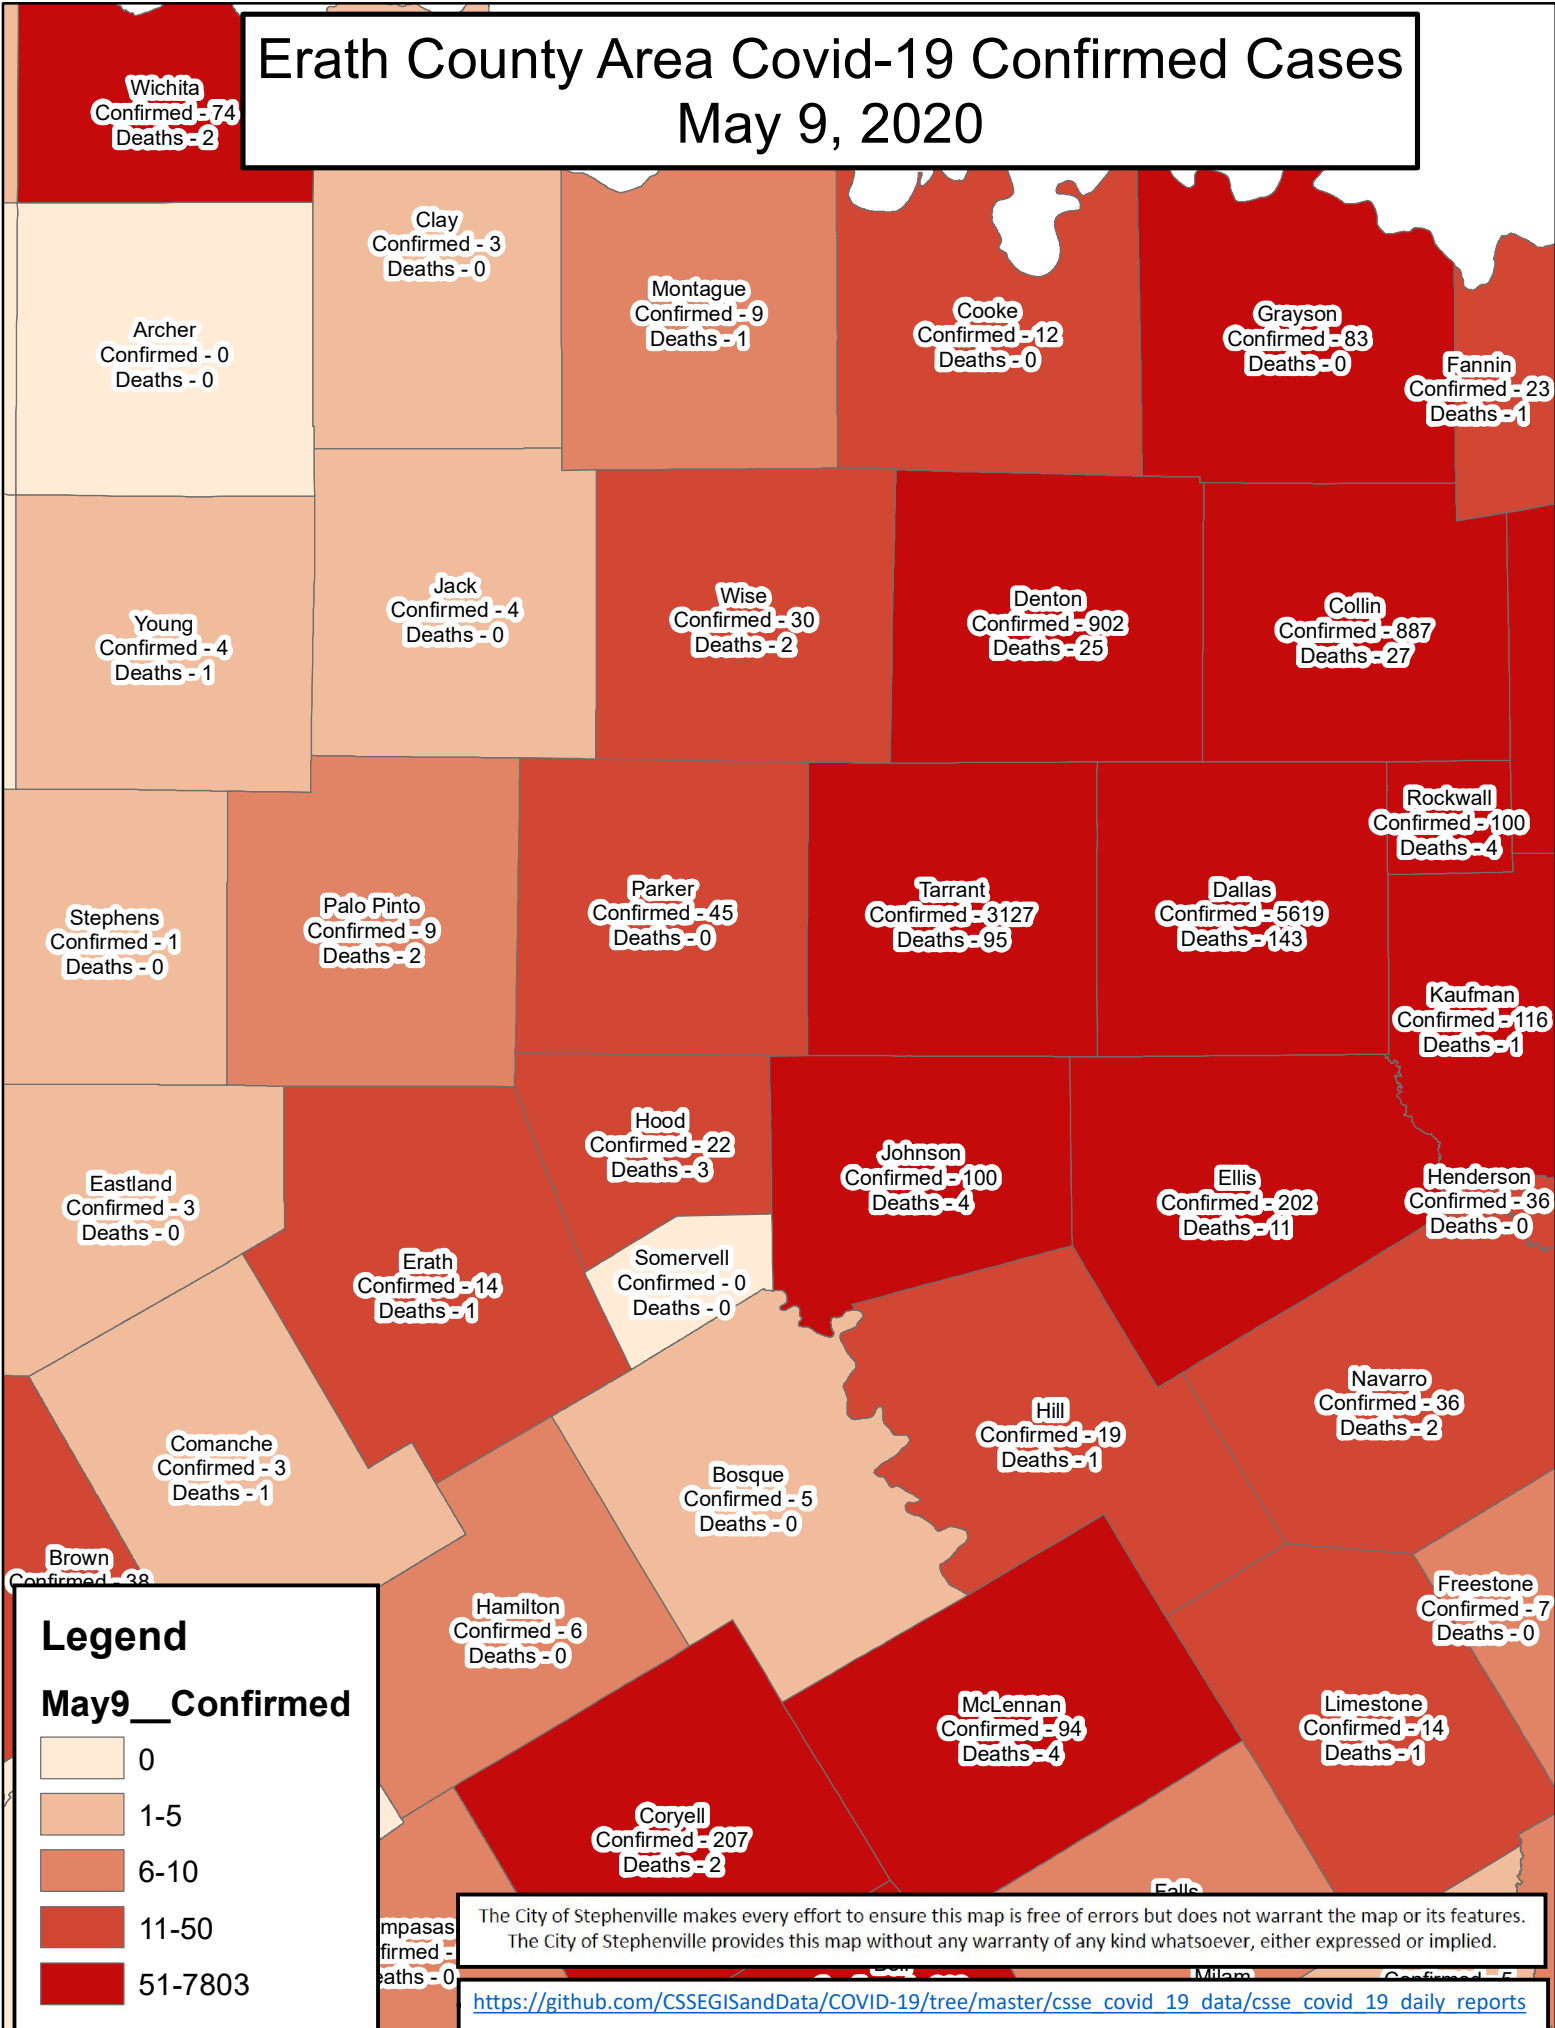 Erath County Area Covid-19 Confirmed Cases
May 9, 2020
Wichita
Confirmed - 74
Deaths - 2
Clay
Confirmed - 3
Deaths - 0
Montague
Confirmed - 9
Deaths - 1
Cooke
Confirmed - 12
Deaths - 0
Grayson
Confirmed - 83
Deaths - 0
Archer
Confirmed - 0
Deaths - 0
Fannin
Confirmed - 23
Deaths - 1
Young
Confirmed - 4
Deaths - 1
Jack
Confirmed - 4
Deaths - 0
Wise
Confirmed - 30
Deaths - 2
Denton
Confirmed - 902
Deaths - 25
Collin
Confirmed - 887
Deaths - 27
Rockwall
Confirmed - 100
Deaths - 4
Stephens
Confirmed - 1
Deaths - 0
Palo Pinto
Confirmed - 9
Deaths - 2
Parker
Confirmed - 45
Deaths - 0
Tarrant
Confirmed - 3127
Deaths - 95
Dallas
Confirmed - 5619
Deaths - 143
Kaufman
Confirmed - 116
Deaths - 1
Eastland
Confirmed - 3
Deaths - 0
Erath
Confirmed - 14
Deaths - 1
Hood
Confirmed - 22
Deaths - 3
Somervell
Confirmed - 0
Deaths - 0
Johnson
Confirmed - 100
Deaths - 4
Ellis
Confirmed - 202
Deaths - 11
Henderson
Confirmed - 36
Deaths - 0
Comanche
Confirmed - 3
Deaths - 1
Bosque
Confirmed - 5
Deaths - 0
Hill
Confirmed - 19
Deaths - 1
Navarro
Confirmed - 36
Deaths - 2
Brown
Confirmed - 38
Hamilton
Confirmed - 6
Deaths - 0
Freestone
Confirmed - 7
Deaths - 0
McLennan
Confirmed - 94
Deaths - 4
Limestone
Confirmed - 14
Deaths - 1
Coryell
Confirmed - 207
Deaths - 2
Falls
mpasas
firmed -
eaths - 0
Bell
Milam
Confirmed - 5
Legend
May9__Confirmed
0
1-5
6-10
11-50
51-7803
The City of Stephenville makes every effort to ensure this map is free of errors but does not warrant the map or its features.
The City of Stephenville provides this map without any warranty of any kind whatsoever, either expressed or implied.
https://github.com/CSSEGISandData/COVID-19/tree/master/csse_covid_19_data/csse_covid_19_daily_reports